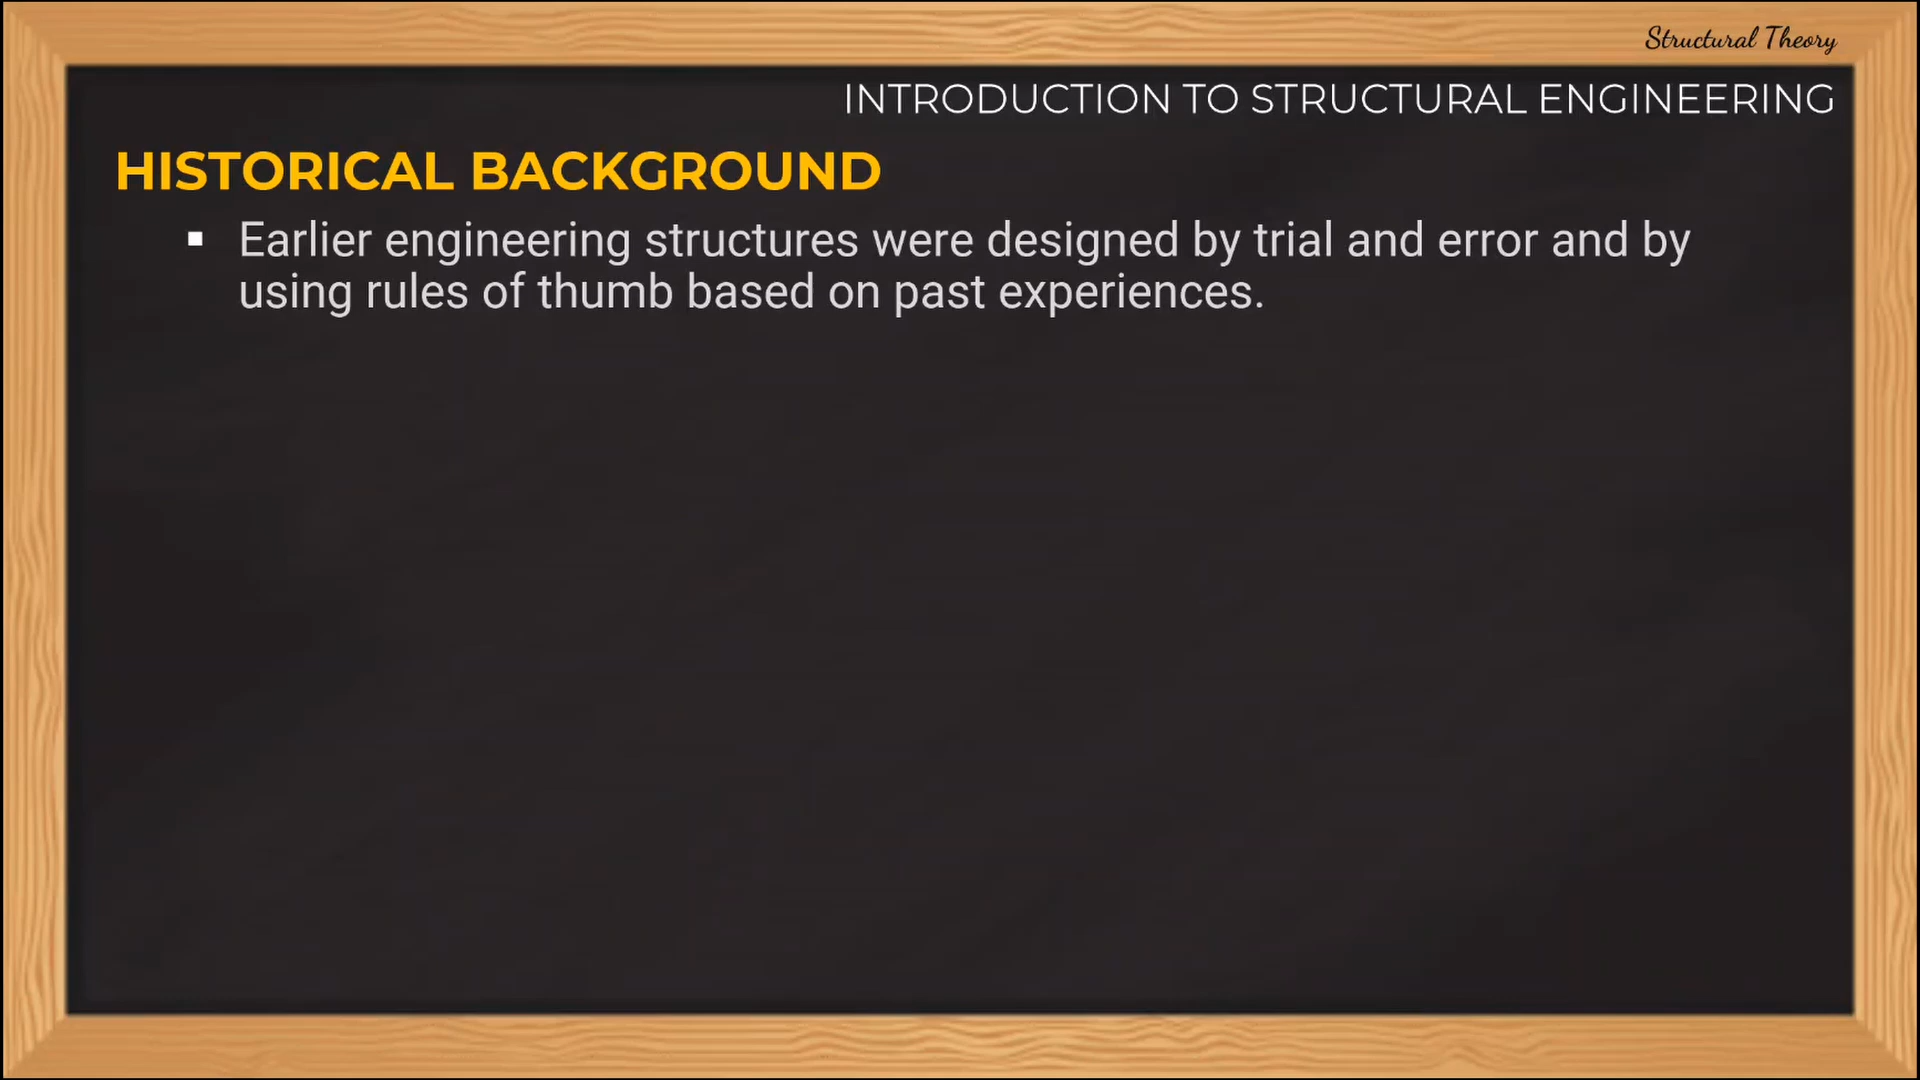 Structural Theory
INTRODUCTION TO STRUCTURAL ENGINEERING
HISTORICAL BACKGROUND
▪ Earlier engineering structures were designed by trial and error and by
using rules of thumb based on past experiences.